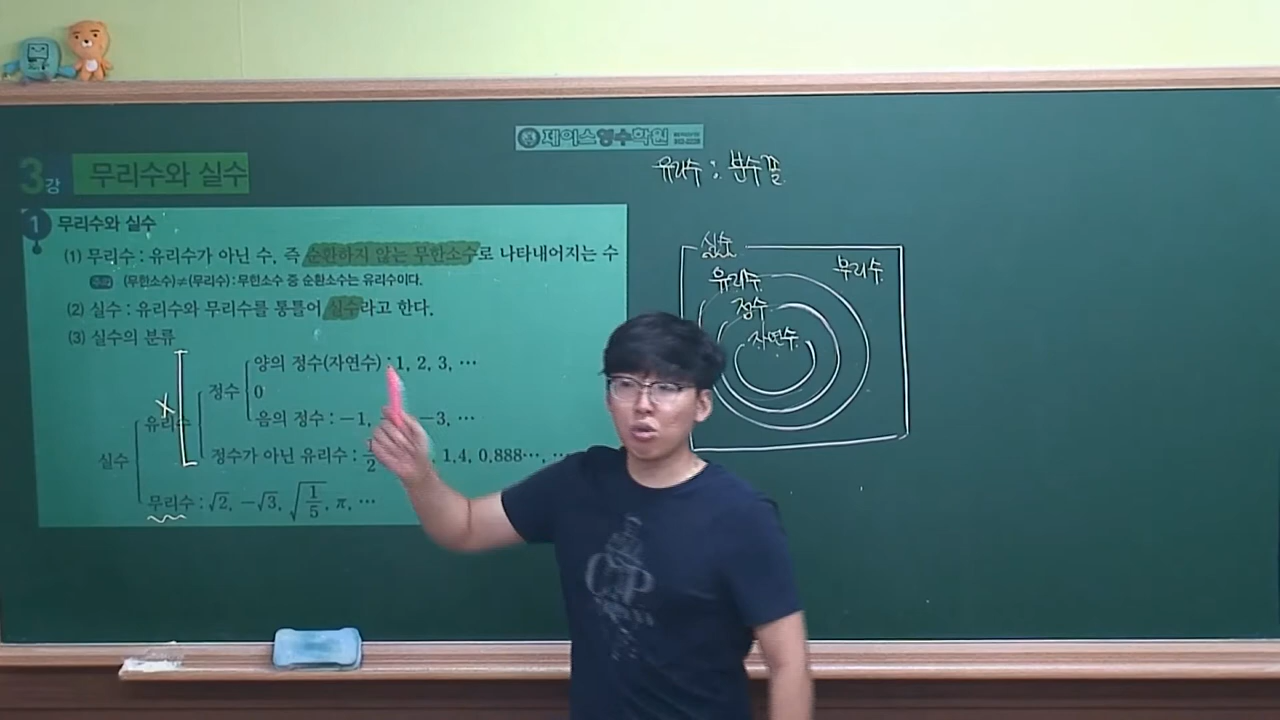 제이스영수학원
3강 무리수와 실수
유리수 : 분수꼴
1 무리수와 실수
(1) 무리수 : 유리수가 아닌 수, 즉 순환하지 않는 무한소수로 나타내어지는 수
주의 (무한소수)≠(무리수) : 무한소수 중 순환소수는 유리수이다.
(2) 실수 : 유리수와 무리수를 통틀어 실수라고 한다.
(3) 실수의 분류
양의 정수(자연수) : 1, 2, 3, ⋯
정수
0
음의 정수 : −1, −3, ⋯
x
유리수
정수가 아닌 유리수 : 2, 1.4, 0.888⋯, ⋯
실수
무리수 : √2, −√3, √(1/5), π, ⋯
실수
유리수
무리수
정수
자연수
CP